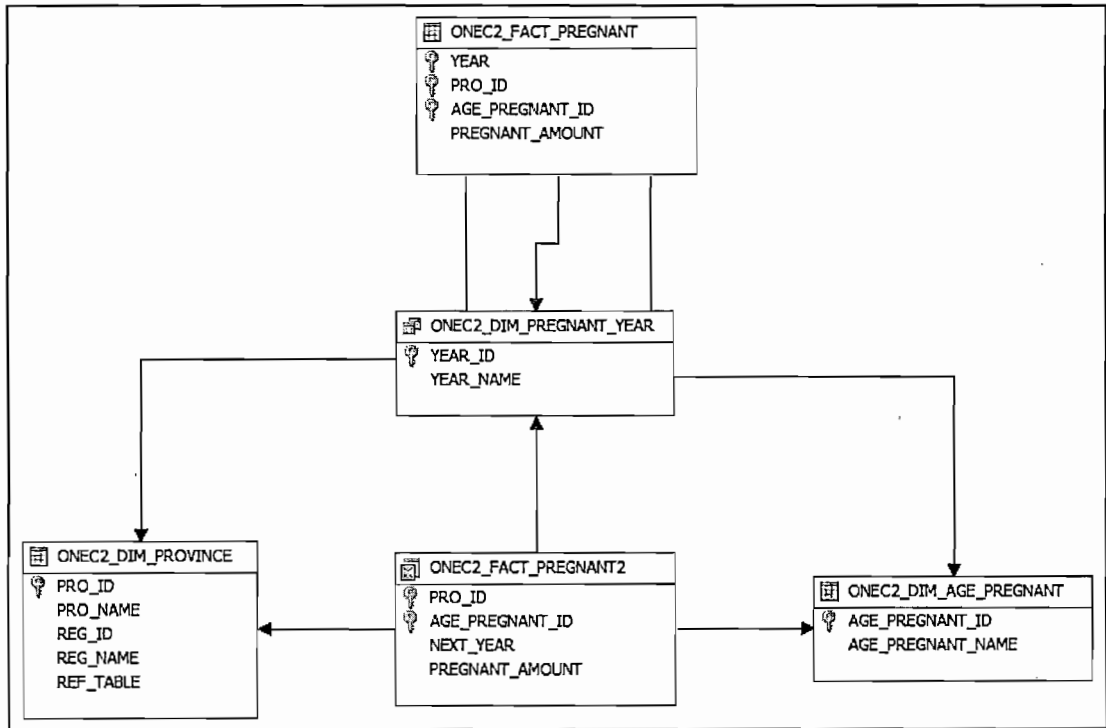 ONEC2_FACT_PREGNANT
YEAR
PRO_ID
AGE_PREGNANT_ID
PREGNANT_AMOUNT
ONEC2_DIM_PREGNANT_YEAR
YEAR_ID
YEAR_NAME
ONEC2_DIM_PROVINCE
PRO_ID
PRO_NAME
REG_ID
REG_NAME
REF_TABLE
ONEC2_FACT_PREGNANT2
PRO_ID
AGE_PREGNANT_ID
NEXT_YEAR
PREGNANT_AMOUNT
ONEC2_DIM_AGE_PREGNANT
AGE_PREGNANT_ID
AGE_PREGNANT_NAME